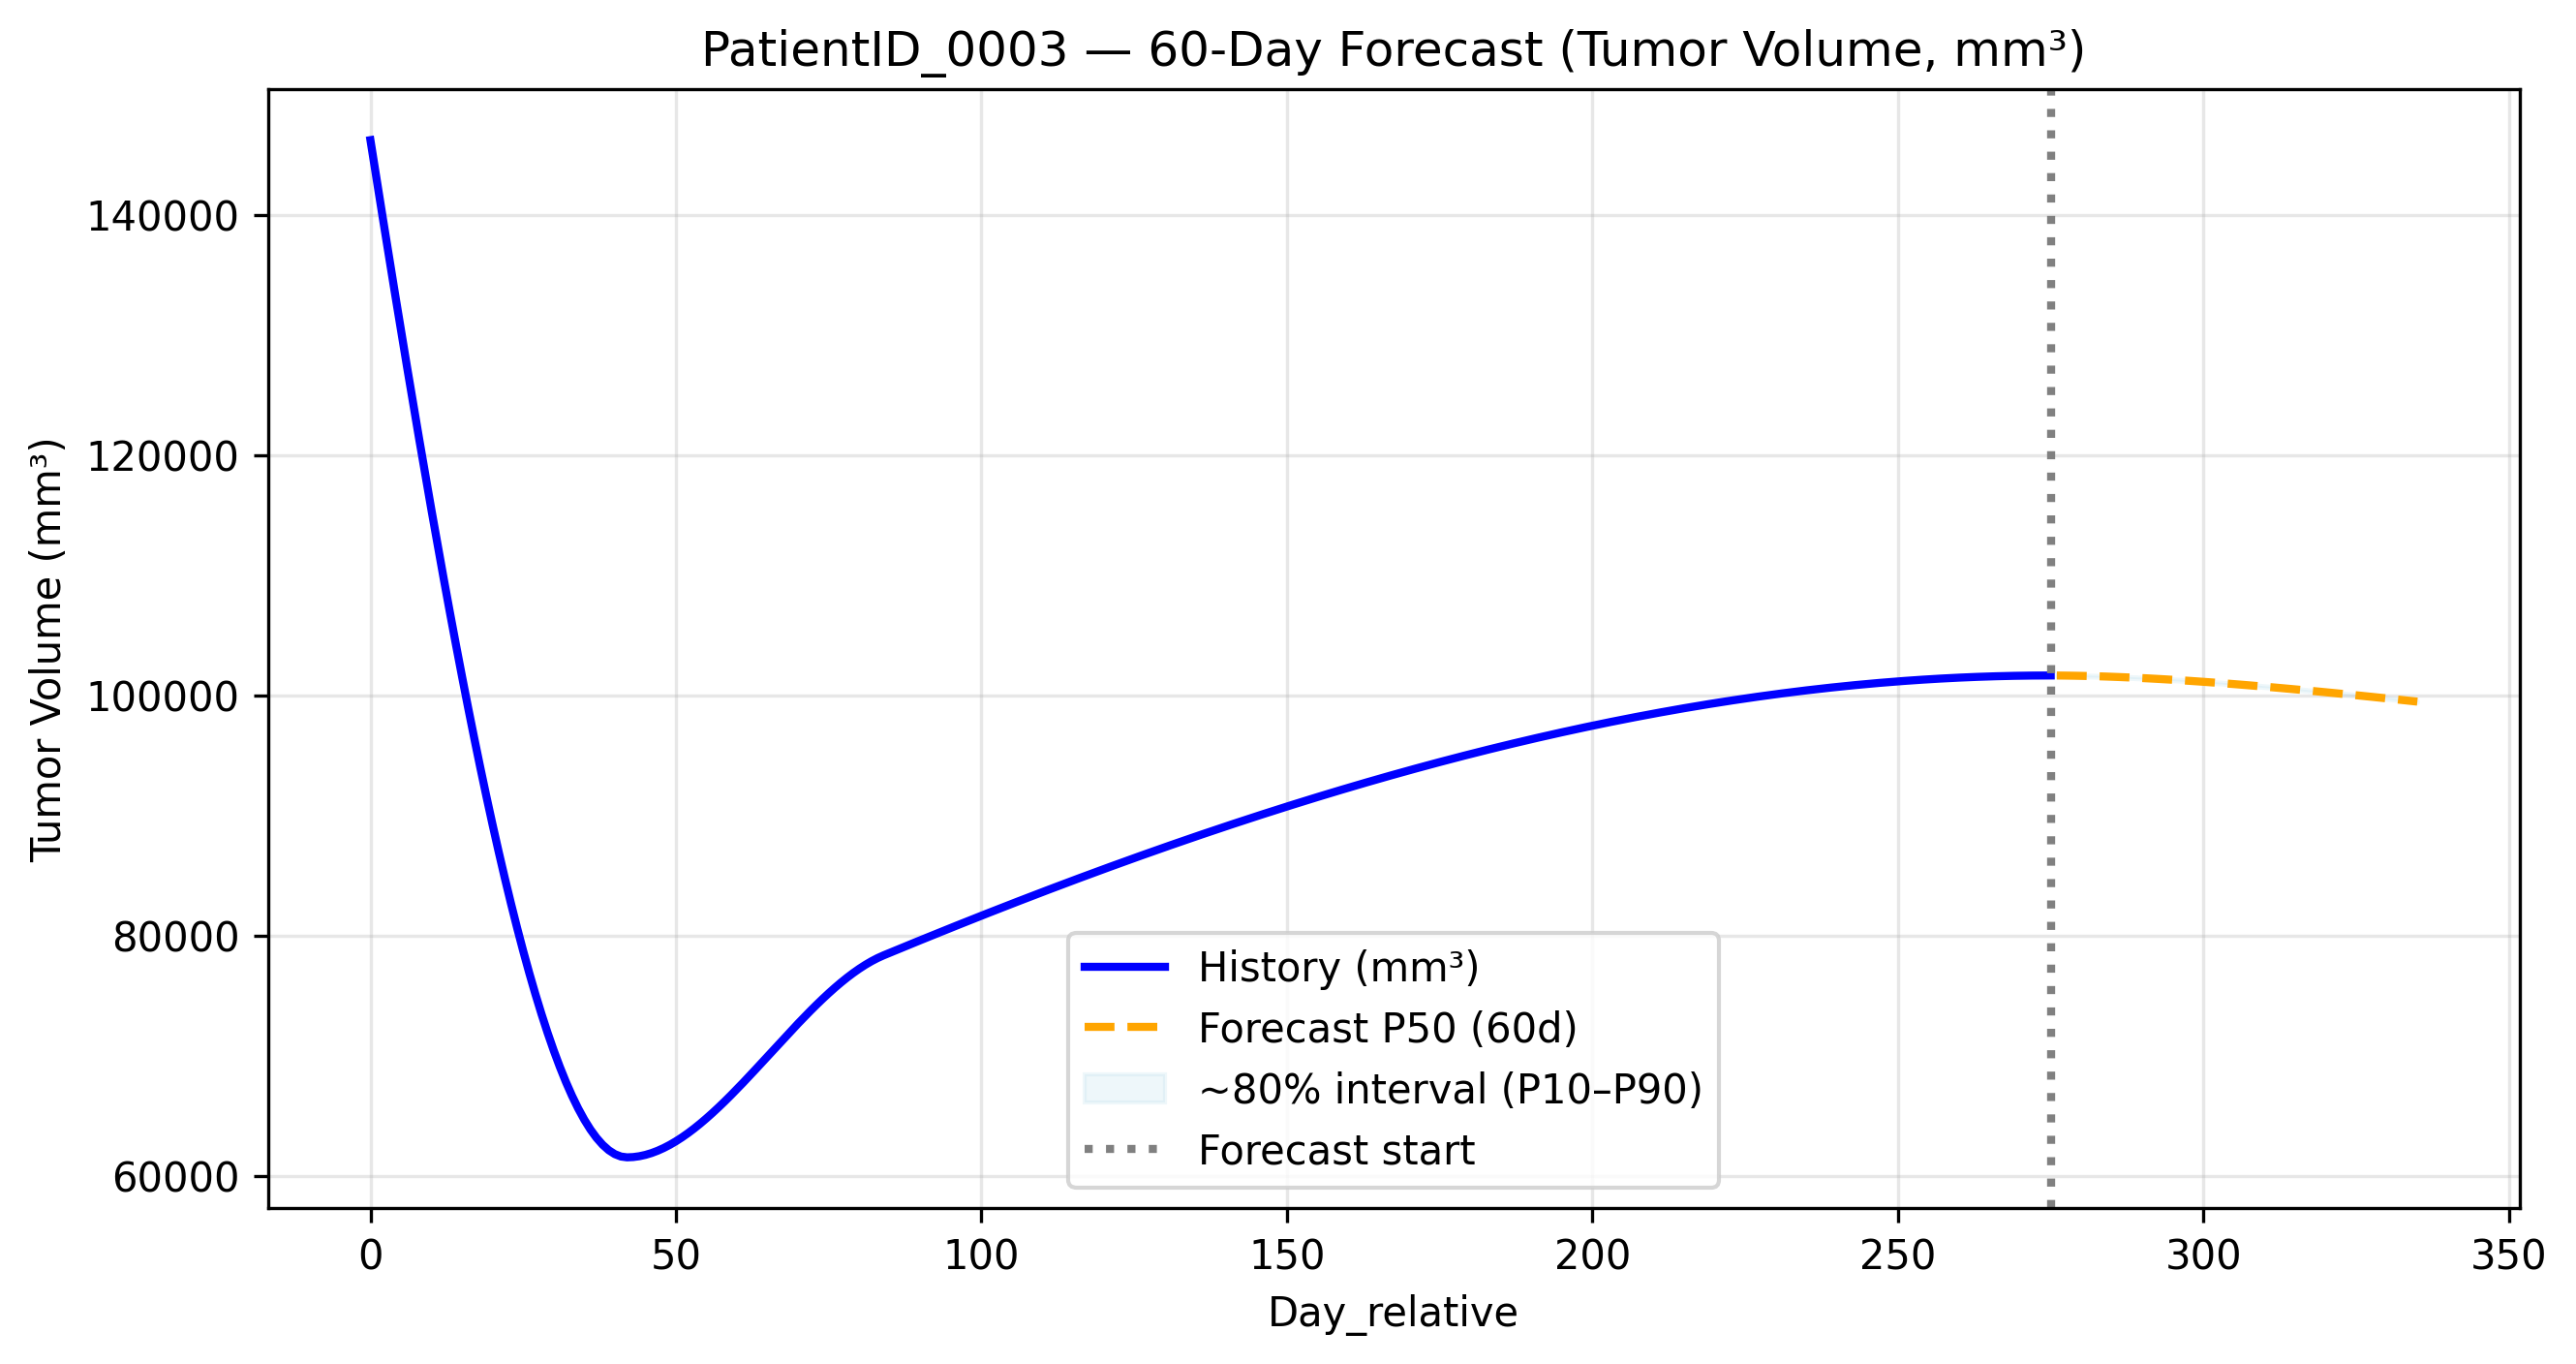 PatientID_0003 — 60-Day Forecast (Tumor Volume, mm³)
Tumor Volume (mm³)
140000
120000
100000
80000
60000
History (mm³)
Forecast P50 (60d)
~80% interval (P10–P90)
Forecast start
0 50 100 150 200 250 300 350
Day_relative